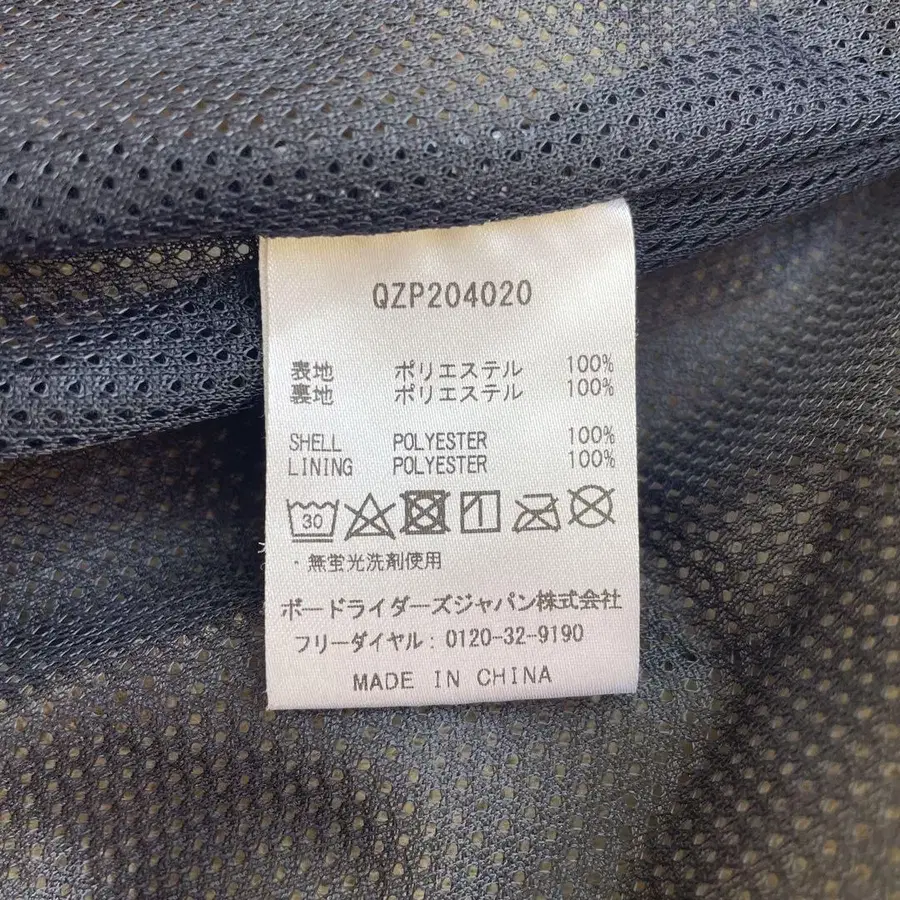 QZP204020
表地 ポリエステル 100%
裏地 ポリエステル 100%
SHELL POLYESTER 100%
LINING POLYESTER 100%
30
・無蛍光洗剤使用
ボードライダーズジャパン株式会社
フリーダイヤル：0120-32-9190
MADE IN CHINA